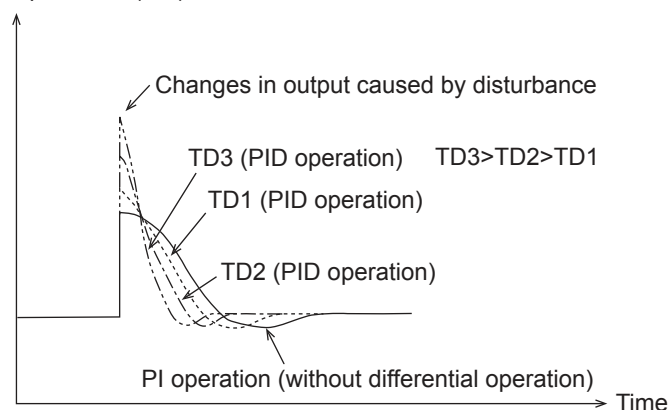 Changes in output caused by disturbance
TD3 (PID operation) TD3>TD2>TD1
TD1 (PID operation)
TD2 (PID operation)
PI operation (without differential operation)
Time